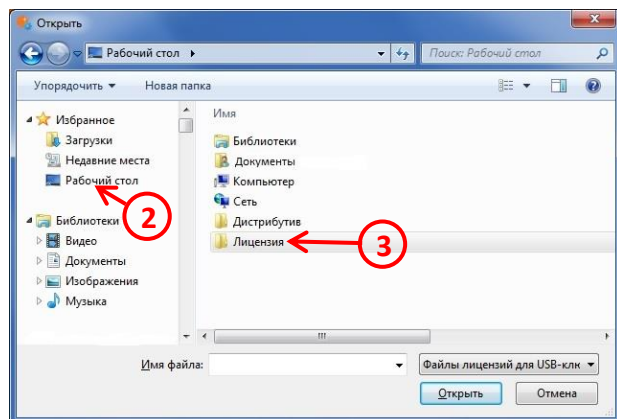 Открыть
Рабочий стол
Поиск: Рабочий стол
Упорядочить
Новая папка
Избранное
Загрузки
Недавние места
Рабочий стол
2
Библиотеки
Видео
Документы
Изображения
Музыка
Имя
Библиотеки
Документы
Компьютер
Сеть
Дистрибутив
Лицензия
3
Имя файла:
Файлы лицензий для USB-клю
Открыть
Отмена